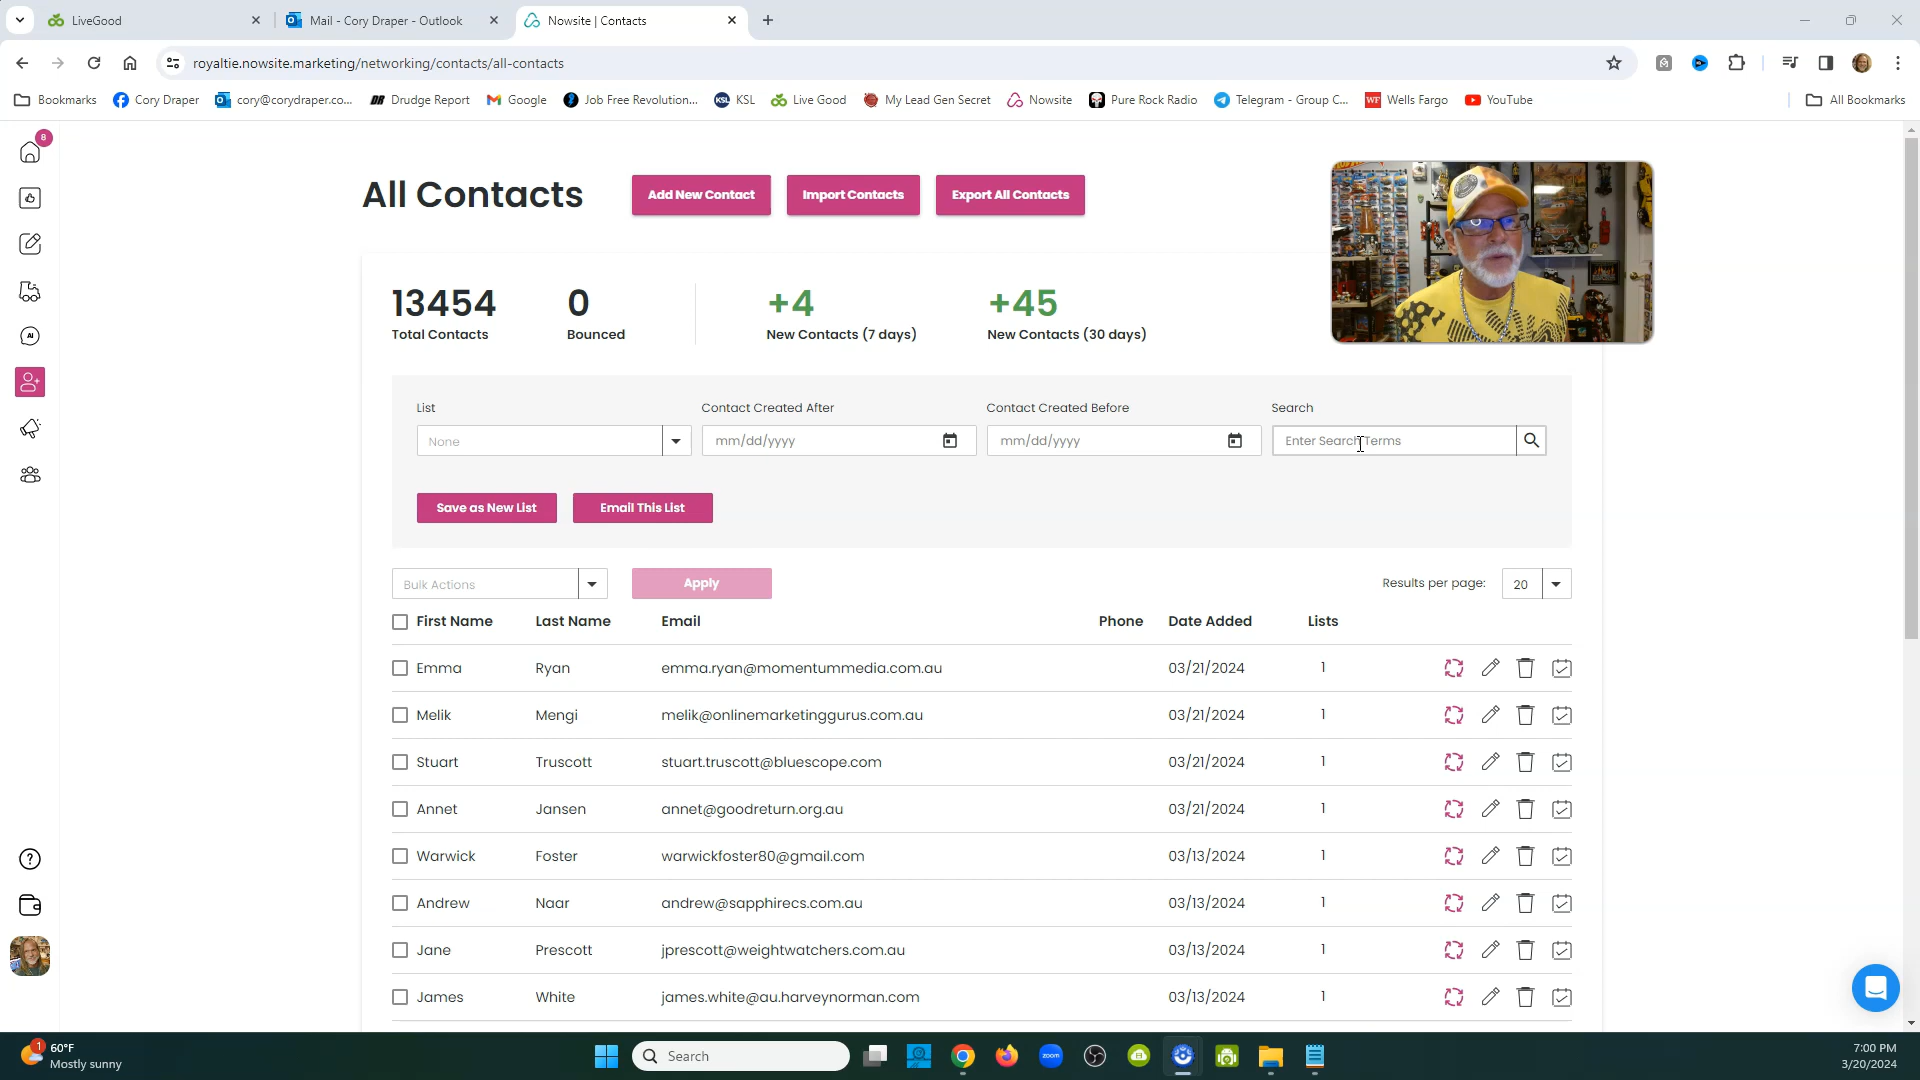 LiveGood
Mail - Cory Draper - Outlook
Nowsite | Contacts
royaltie.nowsite.marketing/networking/contacts/all-contacts
Bookmarks
Cory Draper
cory@corydraper.co...
DR Drudge Report
Google
Job Free Revolution...
KSL KSL
Live Good
My Lead Gen Secret
Nowsite
Pure Rock Radio
Telegram - Group C...
WF Wells Fargo
YouTube
All Bookmarks
8
AI
All Contacts
Add New Contact
Import Contacts
Export All Contacts
13454
Total Contacts
0
Bounced
+4
New Contacts (7 days)
+45
New Contacts (30 days)
List
Contact Created After
Contact Created Before
Search
None
mm/dd/yyyy
mm/dd/yyyy
Enter Search Terms
Save as New List
Email This List
Bulk Actions
Apply
Results per page:
20
First Name Last Name Email Phone Date Added Lists
Emma Ryan emma.ryan@momentummedia.com.au 03/21/2024 1
Melik Mengi melik@onlinemarketinggurus.com.au 03/21/2024 1
Stuart Truscott stuart.truscott@bluescope.com 03/21/2024 1
Annet Jansen annet@goodreturn.org.au 03/21/2024 1
Warwick Foster warwickfoster80@gmail.com 03/13/2024 1
Andrew Naar andrew@sapphirecs.com.au 03/13/2024 1
Jane Prescott jprescott@weightwatchers.com.au 03/13/2024 1
James White james.white@au.harveynorman.com 03/13/2024 1
1
60°F
Mostly sunny
Search
zoom
7:00 PM
3/20/2024